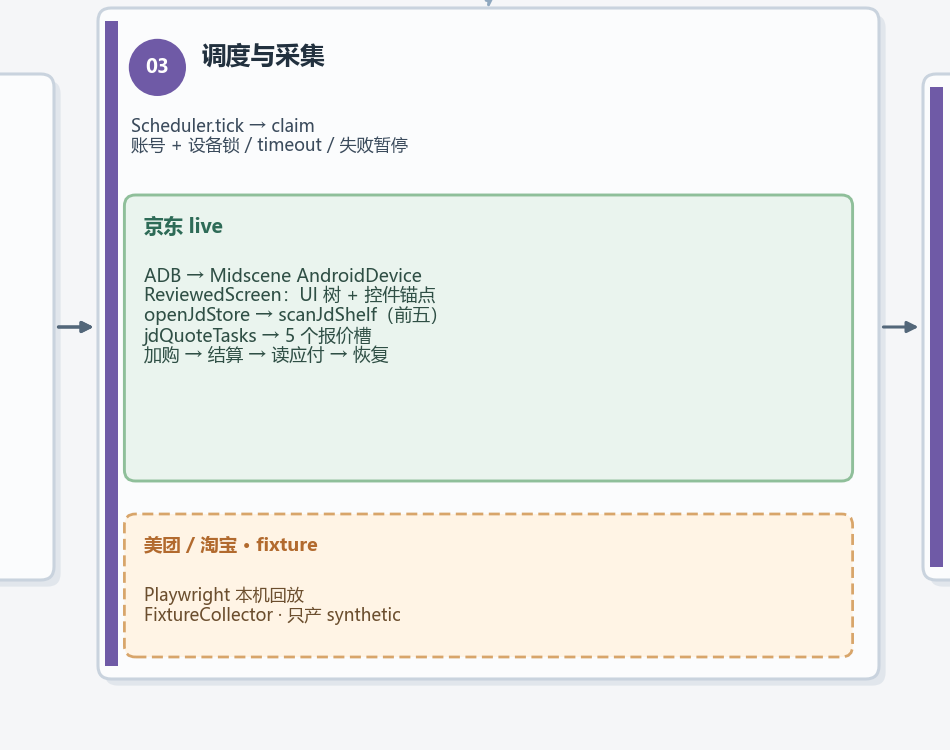 03
调度与采集
Scheduler.tick → claim
账号 + 设备锁 / timeout / 失败暂停
京东 live
ADB → Midscene AndroidDevice
ReviewedScreen：UI 树 + 控件锚点
openJdStore → scanJdShelf（前五）
jdQuoteTasks → 5 个报价槽
加购 → 结算 → 读应付 → 恢复
美团 / 淘宝 • fixture
Playwright 本机回放
FixtureCollector · 只产 synthetic